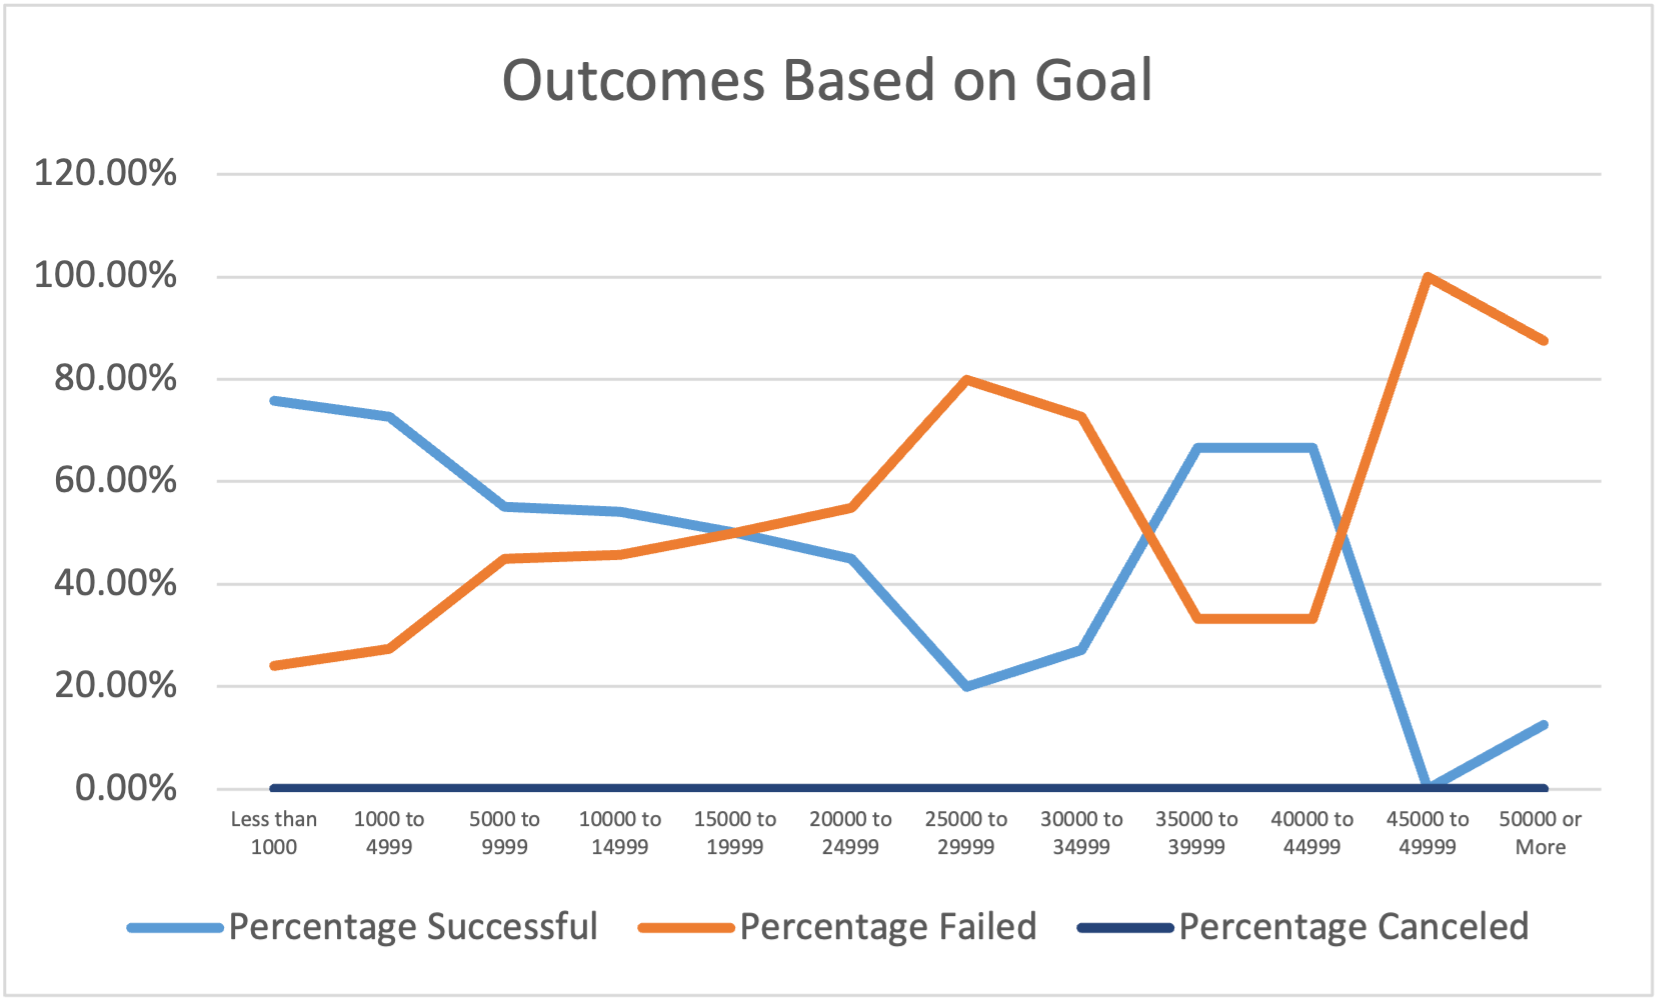 Outcomes Based on Goal
120.00%
100.00%
80.00%
60.00%
40.00%
20.00%
0.00%
Less than 1000
1000 to 4999
5000 to 9999
10000 to 14999
15000 to 19999
20000 to 24999
25000 to 29999
30000 to 34999
35000 to 39999
40000 to 44999
45000 to 49999
50000 or More
Percentage Successful
Percentage Failed
Percentage Canceled